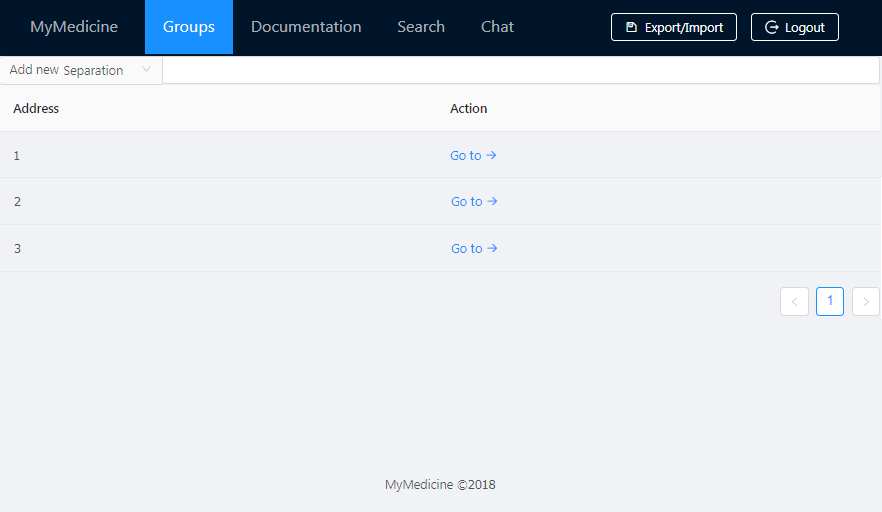 MyMedicine Groups Documentation Search Chat Export/Import Logout
Add new Separation
Address Action
1 Go to →
2 Go to →
3 Go to →
< 1 >
MyMedicine ©2018